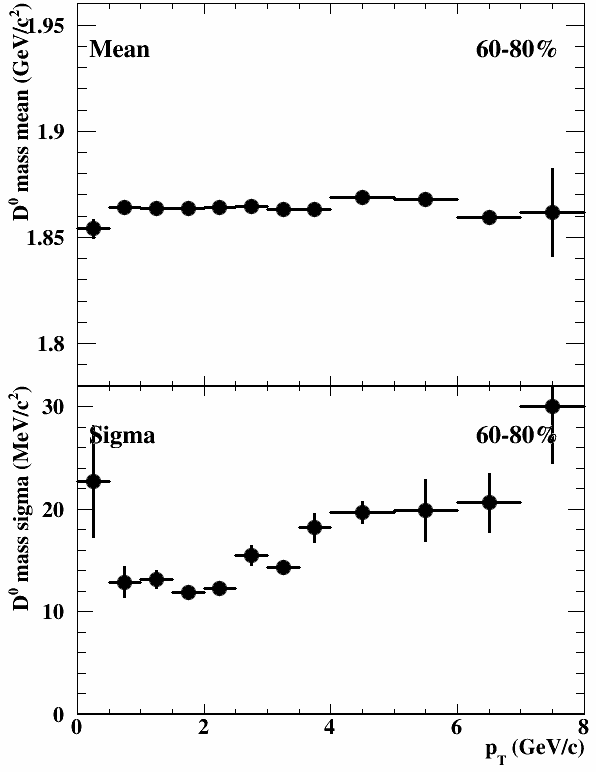 D⁰ mass mean (GeV/c²)
1.95
Mean
60-80%
1.9
1.85
1.8
D⁰ mass sigma (MeV/c²)
30
Sigma
60-80%
20
10
0
0 2 4 6 8
p_T (GeV/c)